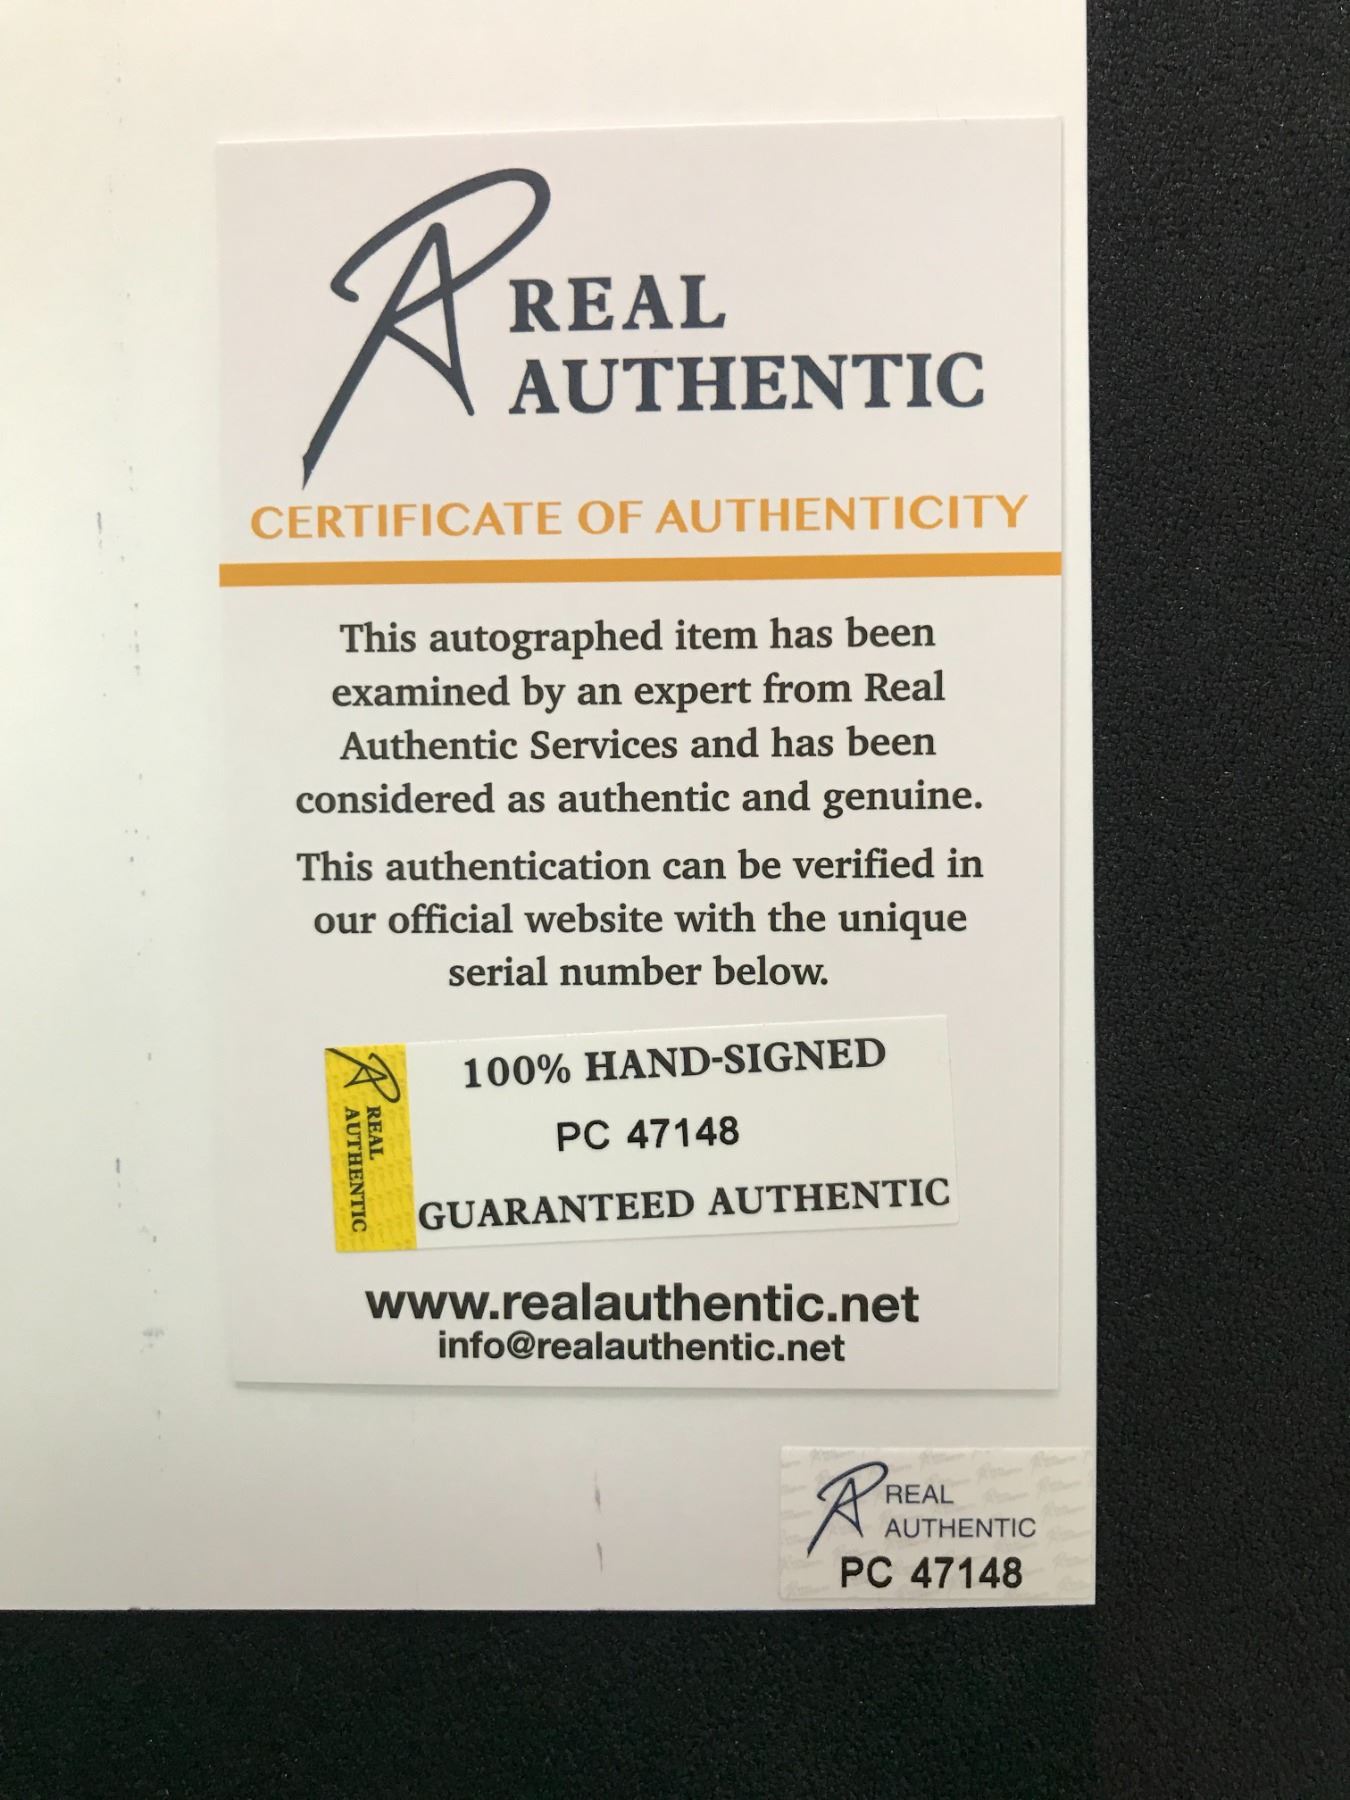 REAL
AUTHENTIC
CERTIFICATE OF AUTHENTICITY
This autographed item has been
examined by an expert from Real
Authentic Services and has been
considered as authentic and genuine.
This authentication can be verified in
our official website with the unique
serial number below.
REAL
AUTHENTIC
100% HAND-SIGNED
PC 47148
GUARANTEED AUTHENTIC
www.realauthentic.net
info@realauthentic.net
REAL
AUTHENTIC
PC 47148